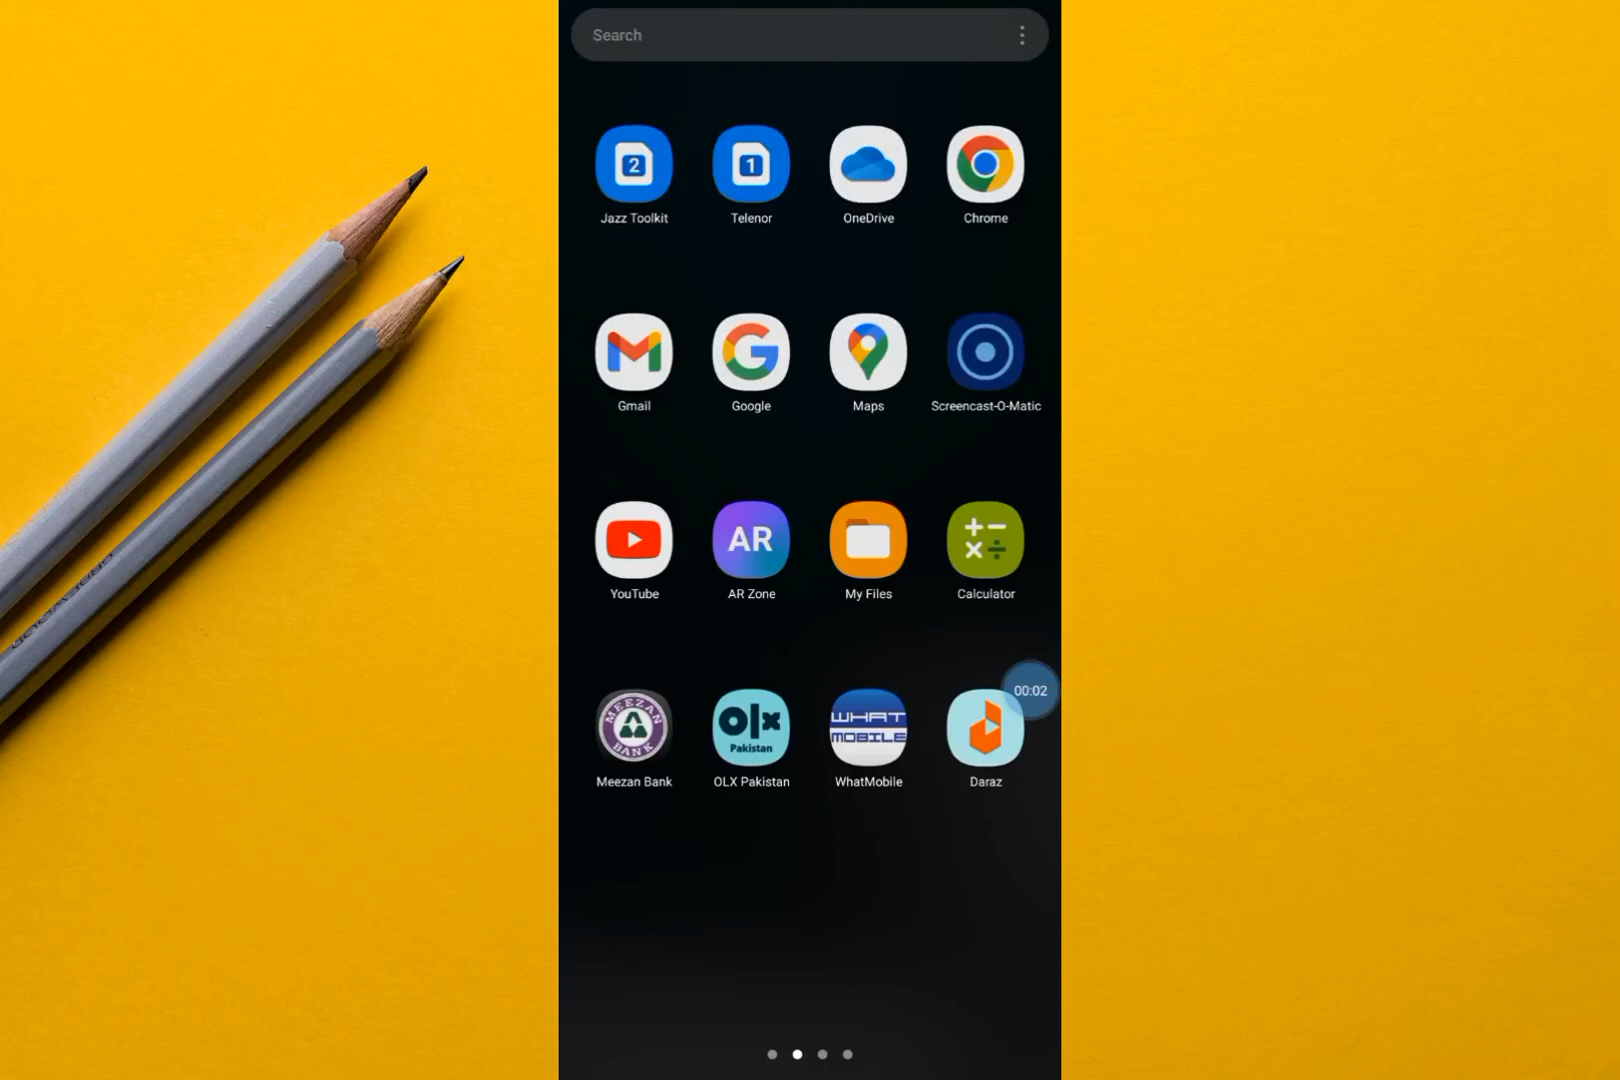 Search
2
1
Jazz Toolkit
Telenor
OneDrive
Chrome
Gmail
Google
Maps
Screencast-O-Matic
AR
YouTube
AR Zone
My Files
Calculator
00:02
MEEZAN BANK
olx
Pakistan
WHAT
MOBILE
Meezan Bank
OLX Pakistan
WhatMobile
Daraz